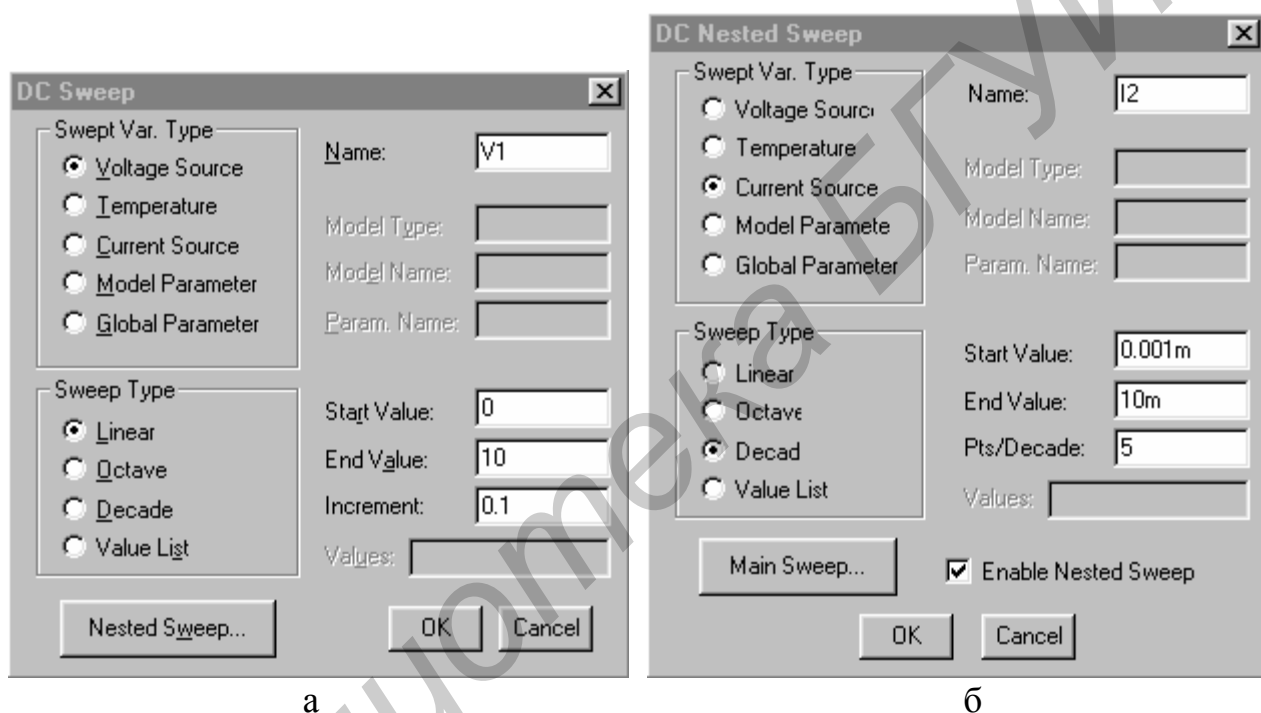 DC Sweep
Swept Var. Type
Voltage Source
Temperature
Current Source
Model Parameter
Global Parameter
Name: V1
Model Type:
Model Name:
Param. Name:
Sweep Type
Linear
Octave
Decade
Value List
Start Value: 0
End Value: 10
Increment: 0.1
Values:
Nested Sweep...
OK
Cancel
а
DC Nested Sweep
Swept Var. Type
Voltage Sourc
Temperature
Current Source
Model Paramete
Global Parameter
Name: I2
Model Type:
Model Name:
Param. Name:
Sweep Type
Linear
Octave
Decad
Value List
Start Value: 0.001m
End Value: 10m
Pts/Decade: 5
Values:
Main Sweep...
Enable Nested Sweep
OK
Cancel
б